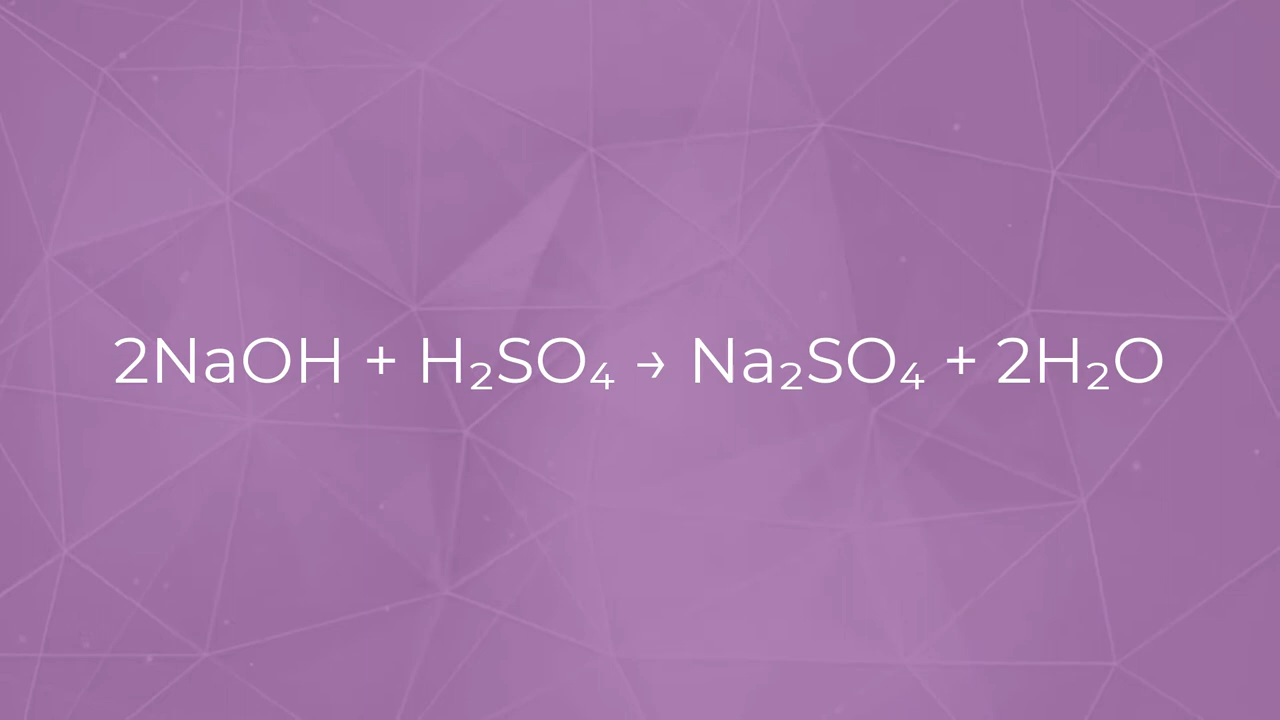 2NaOH + H₂SO₄ → Na₂SO₄ + 2H₂O